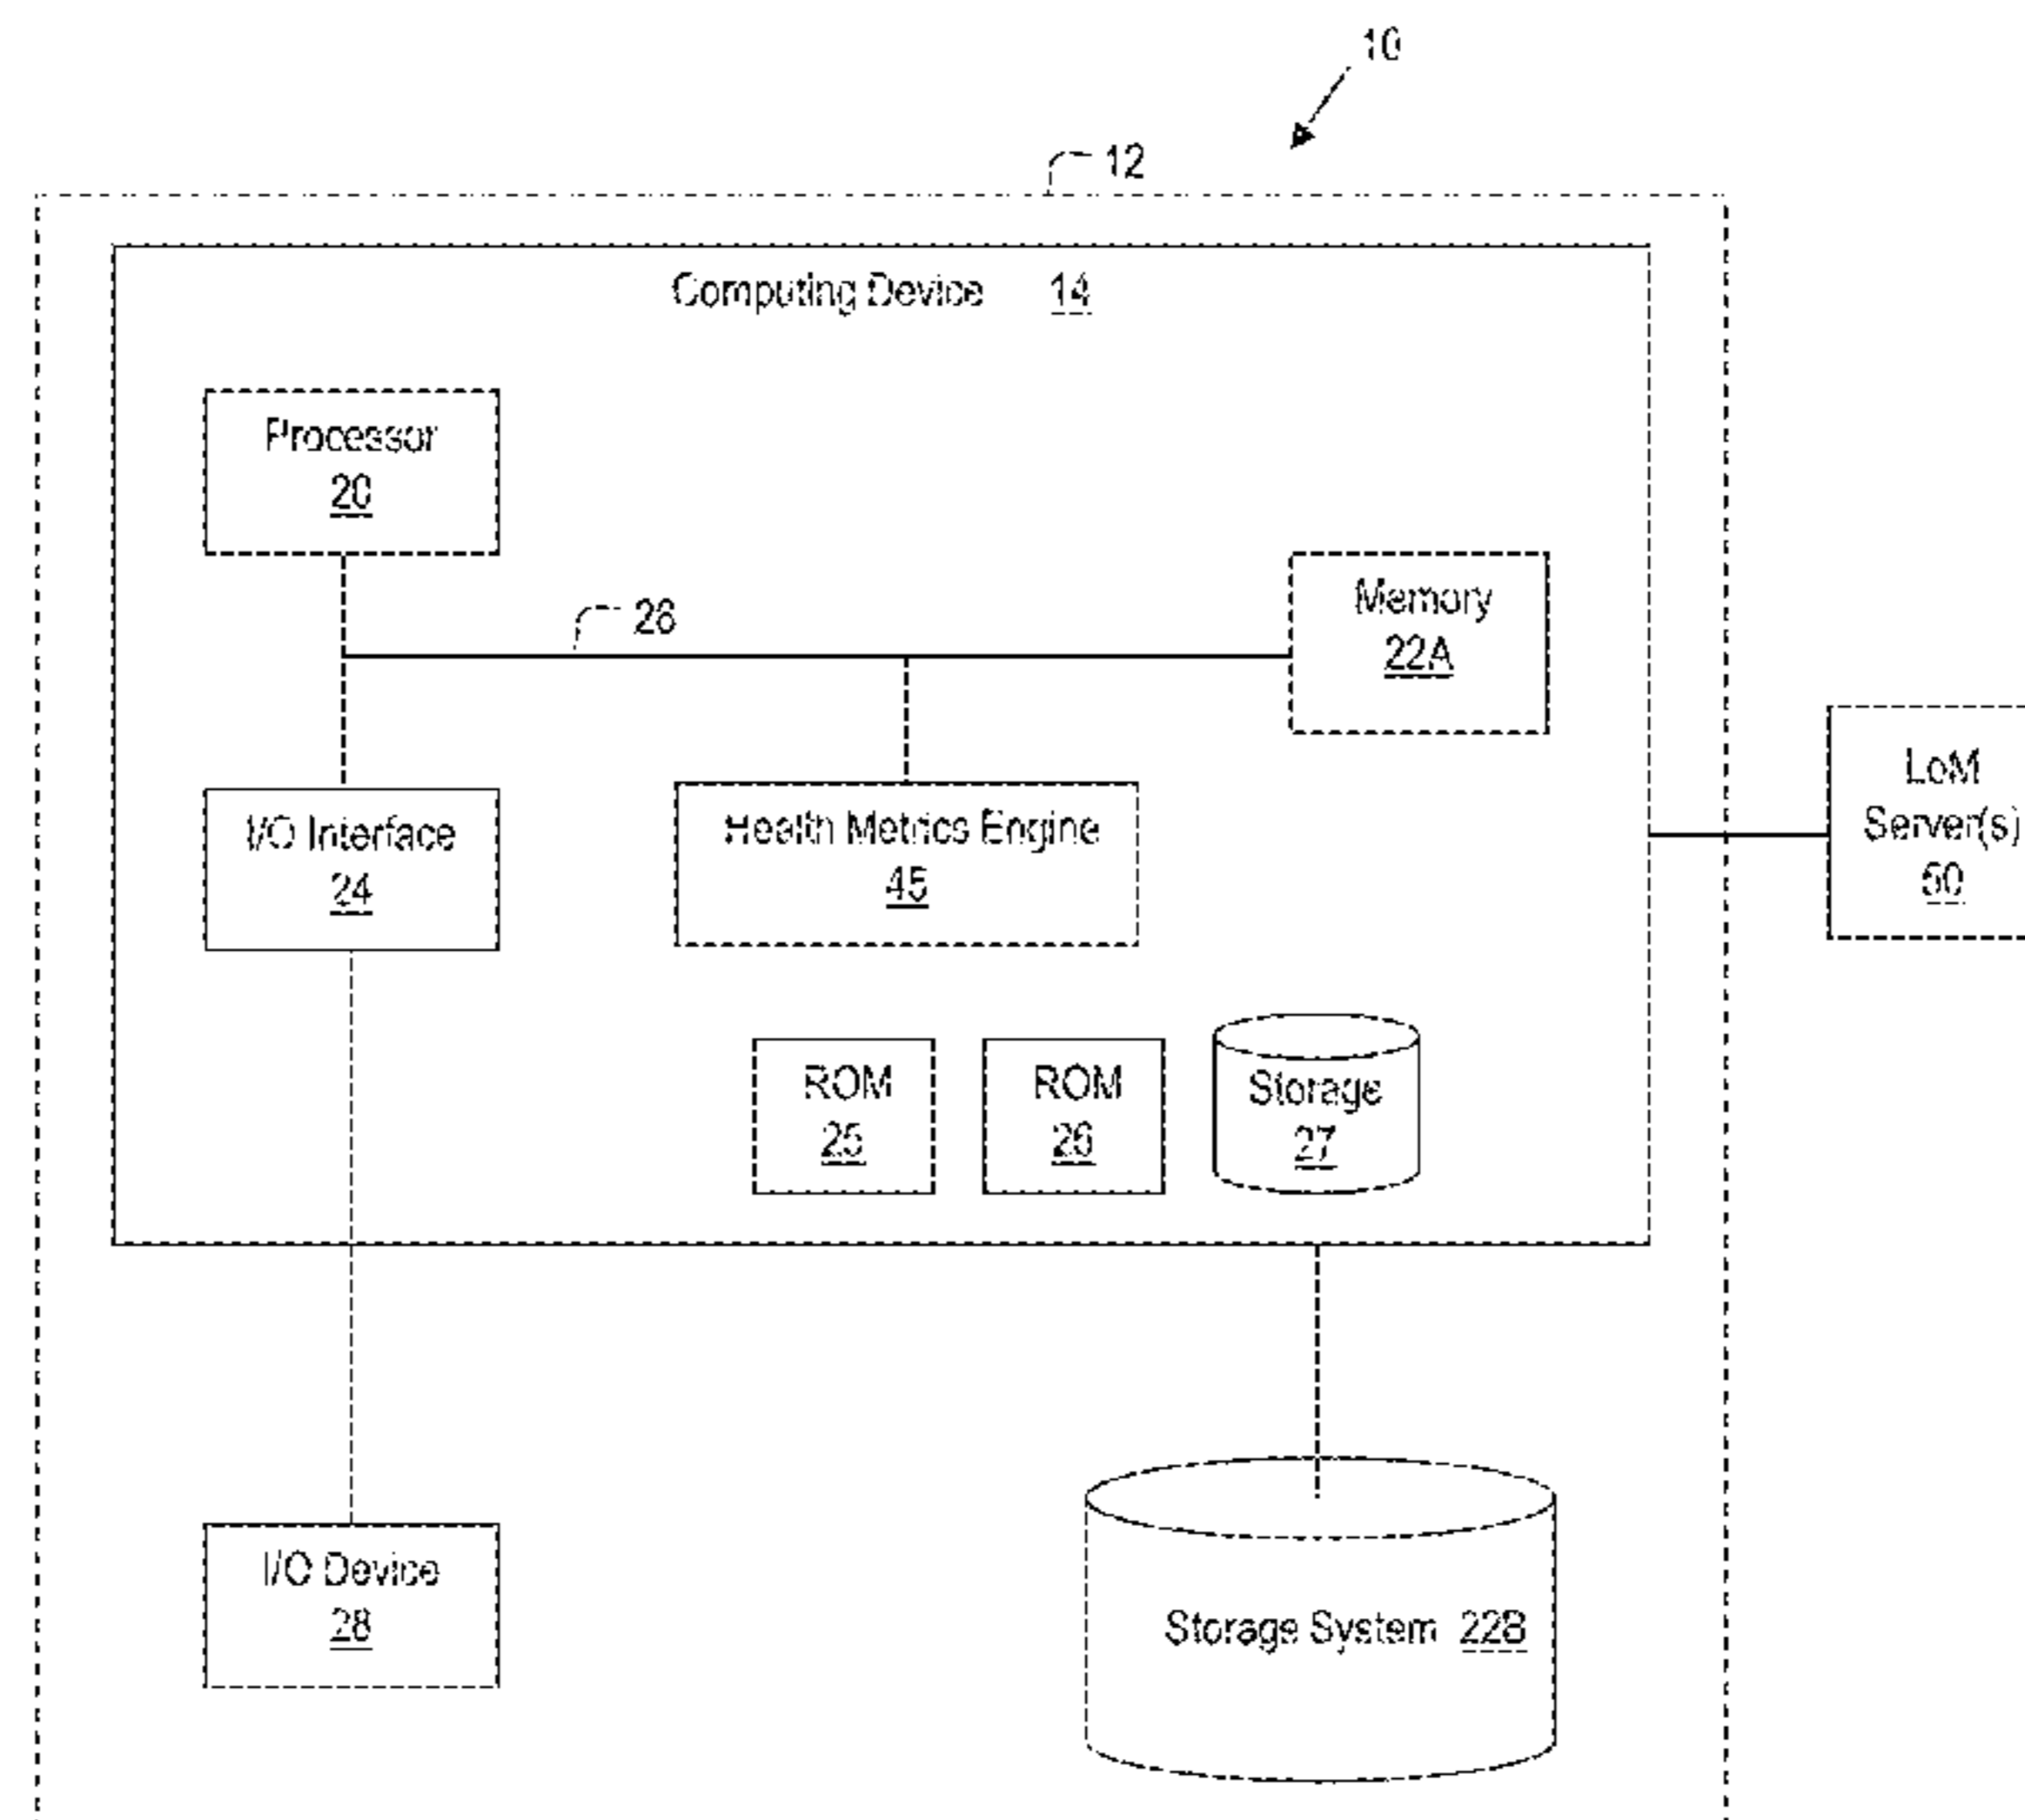 10
12
Computing Device 14
Processor
20
26
Memory
22A
I/O Interface
24
Health Metrics Engine
45
LoM
Server(s)
50
ROM
25
ROM
26
Storage
27
I/O Device
28
Storage System 22B